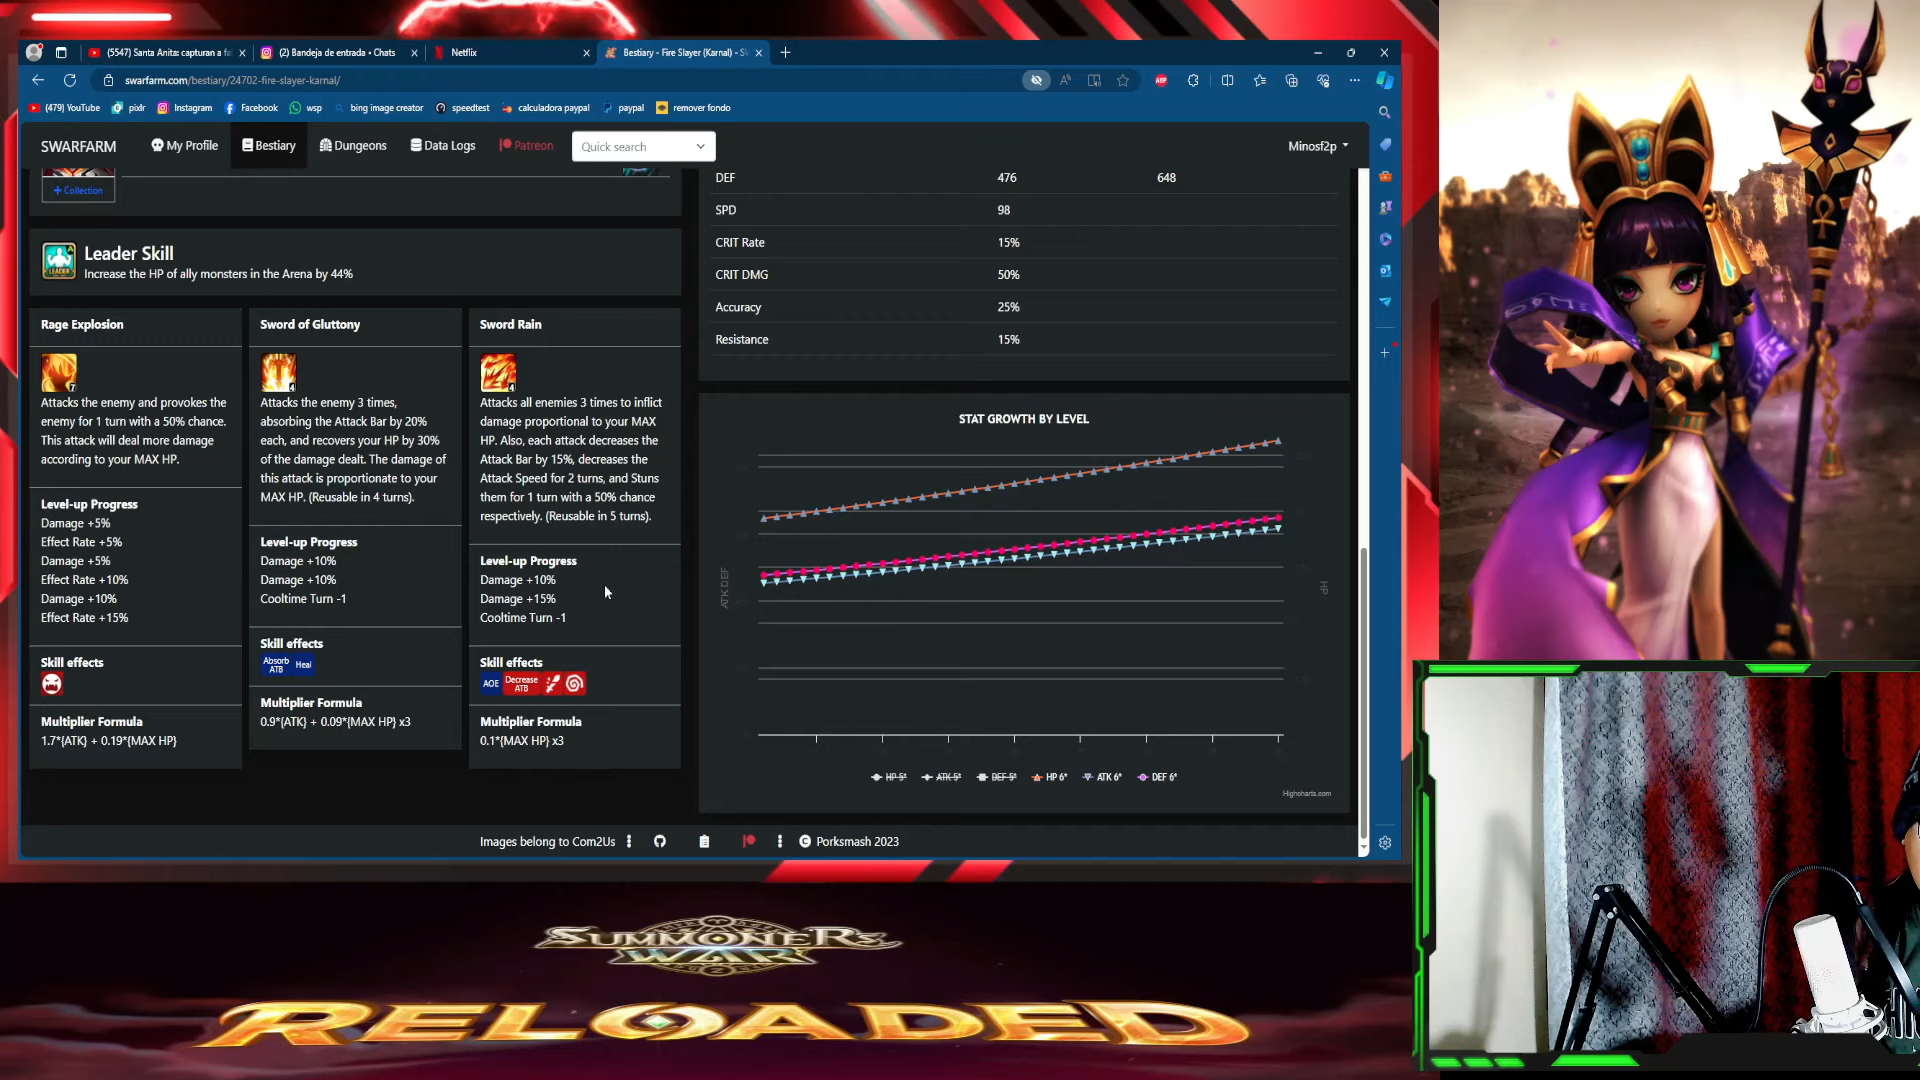 (5547) Santa Anita: capturan a fa
(2) Bandeja de entrada • Chats
Netflix
Bestiary - Fire Slayer (Karnal) - SW
swarfarm.com/bestiary/24702-fire-slayer-karnal/
(479) YouTube
pixlr
Instagram
Facebook
wsp
bing image creator
speedtest
calculadora paypal
paypal
remover fondo
SWARFARM
My Profile
Bestiary
Dungeons
Data Logs
Patreon
Quick search
Minosf2p
+ Collection
DEF 476 648
SPD 98
CRIT Rate 15%
CRIT DMG 50%
Accuracy 25%
Resistance 15%
LEADER
Leader Skill
Increase the HP of ally monsters in the Arena by 44%
Rage Explosion
7
Attacks the enemy and provokes the
enemy for 1 turn with a 50% chance.
This attack will deal more damage
according to your MAX HP.
Level-up Progress
Damage +5%
Effect Rate +5%
Damage +5%
Effect Rate +10%
Damage +10%
Effect Rate +15%
Skill effects
Multiplier Formula
1.7*{ATK} + 0.19*{MAX HP}
Sword of Gluttony
4
Attacks the enemy 3 times,
absorbing the Attack Bar by 20%
each, and recovers your HP by 30%
of the damage dealt. The damage of
this attack is proportionate to your
MAX HP. (Reusable in 4 turns).
Level-up Progress
Damage +10%
Damage +10%
Cooltime Turn -1
Skill effects
Absorb ATB
Heal
Multiplier Formula
0.9*{ATK} + 0.09*{MAX HP} x3
Sword Rain
4
Attacks all enemies 3 times to inflict
damage proportional to your MAX
HP. Also, each attack decreases the
Attack Bar by 15%, decreases the
Attack Speed for 2 turns, and Stuns
them for 1 turn with a 50% chance
respectively. (Reusable in 5 turns).
Level-up Progress
Damage +10%
Damage +15%
Cooltime Turn -1
Skill effects
AOE
Decrease ATB
Multiplier Formula
0.1*{MAX HP} x3
STAT GROWTH BY LEVEL
ATK DEF
HP
HP 5*
ATK 5*
DEF 5*
HP 6*
ATK 6*
DEF 6*
Highcharts.com
Images belong to Com2Us
© Porksmash 2023
SUMMONERS
WAR
RELOADED